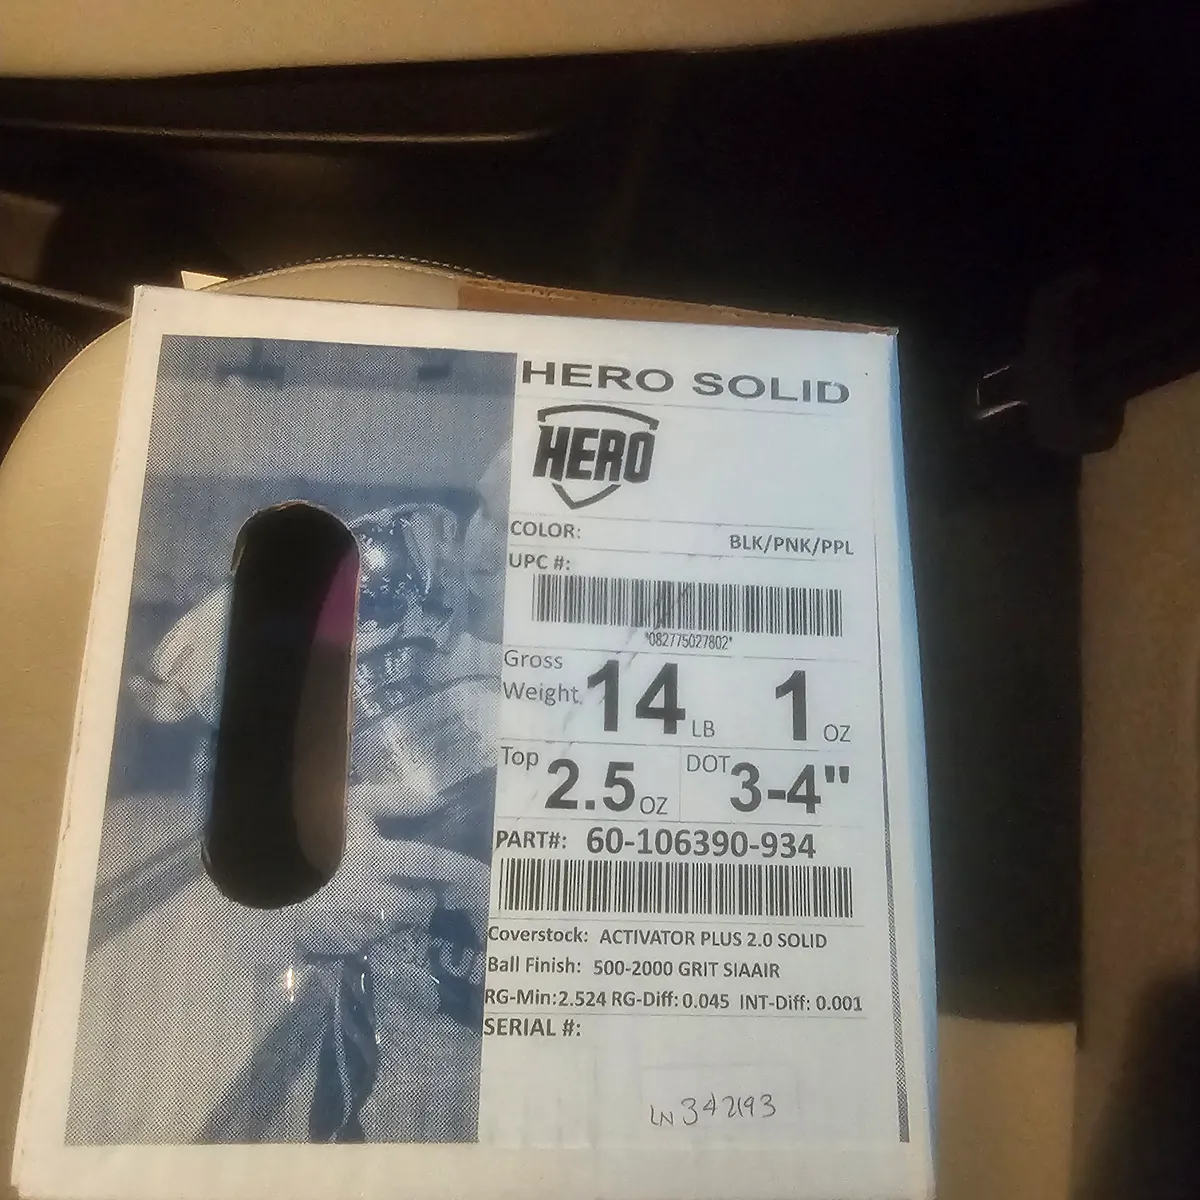 HERO SOLID
HERO
COLOR: BLK/PNK/PPL
UPC #:
*082775027802*
Gross Weight 14 LB 1 OZ
Top 2.5 OZ DOT 3-4"
PART#: 60-106390-934
Coverstock: ACTIVATOR PLUS 2.0 SOLID
Ball Finish: 500-2000 GRIT SIAAIR
RG-Min:2.524 RG-Diff: 0.045 INT-Diff: 0.001
SERIAL #:
LN 342193